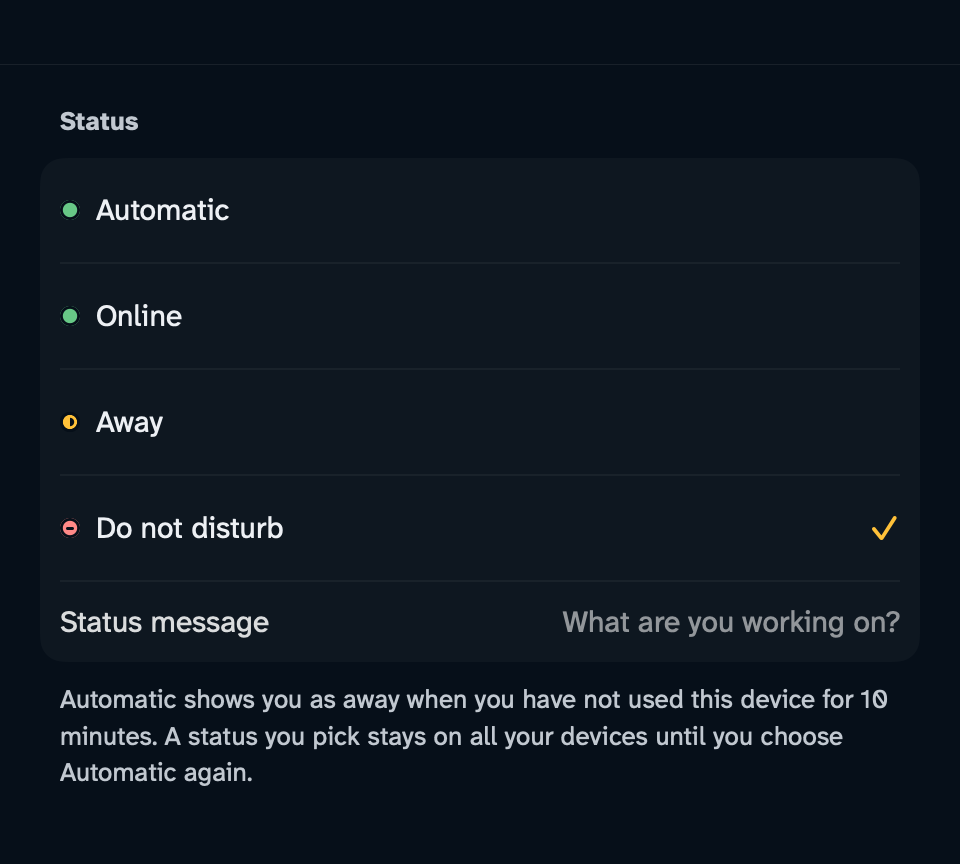 Status
Automatic
Online
Away
Do not disturb
Status message What are you working on?
Automatic shows you as away when you have not used this device for 10
minutes. A status you pick stays on all your devices until you choose
Automatic again.